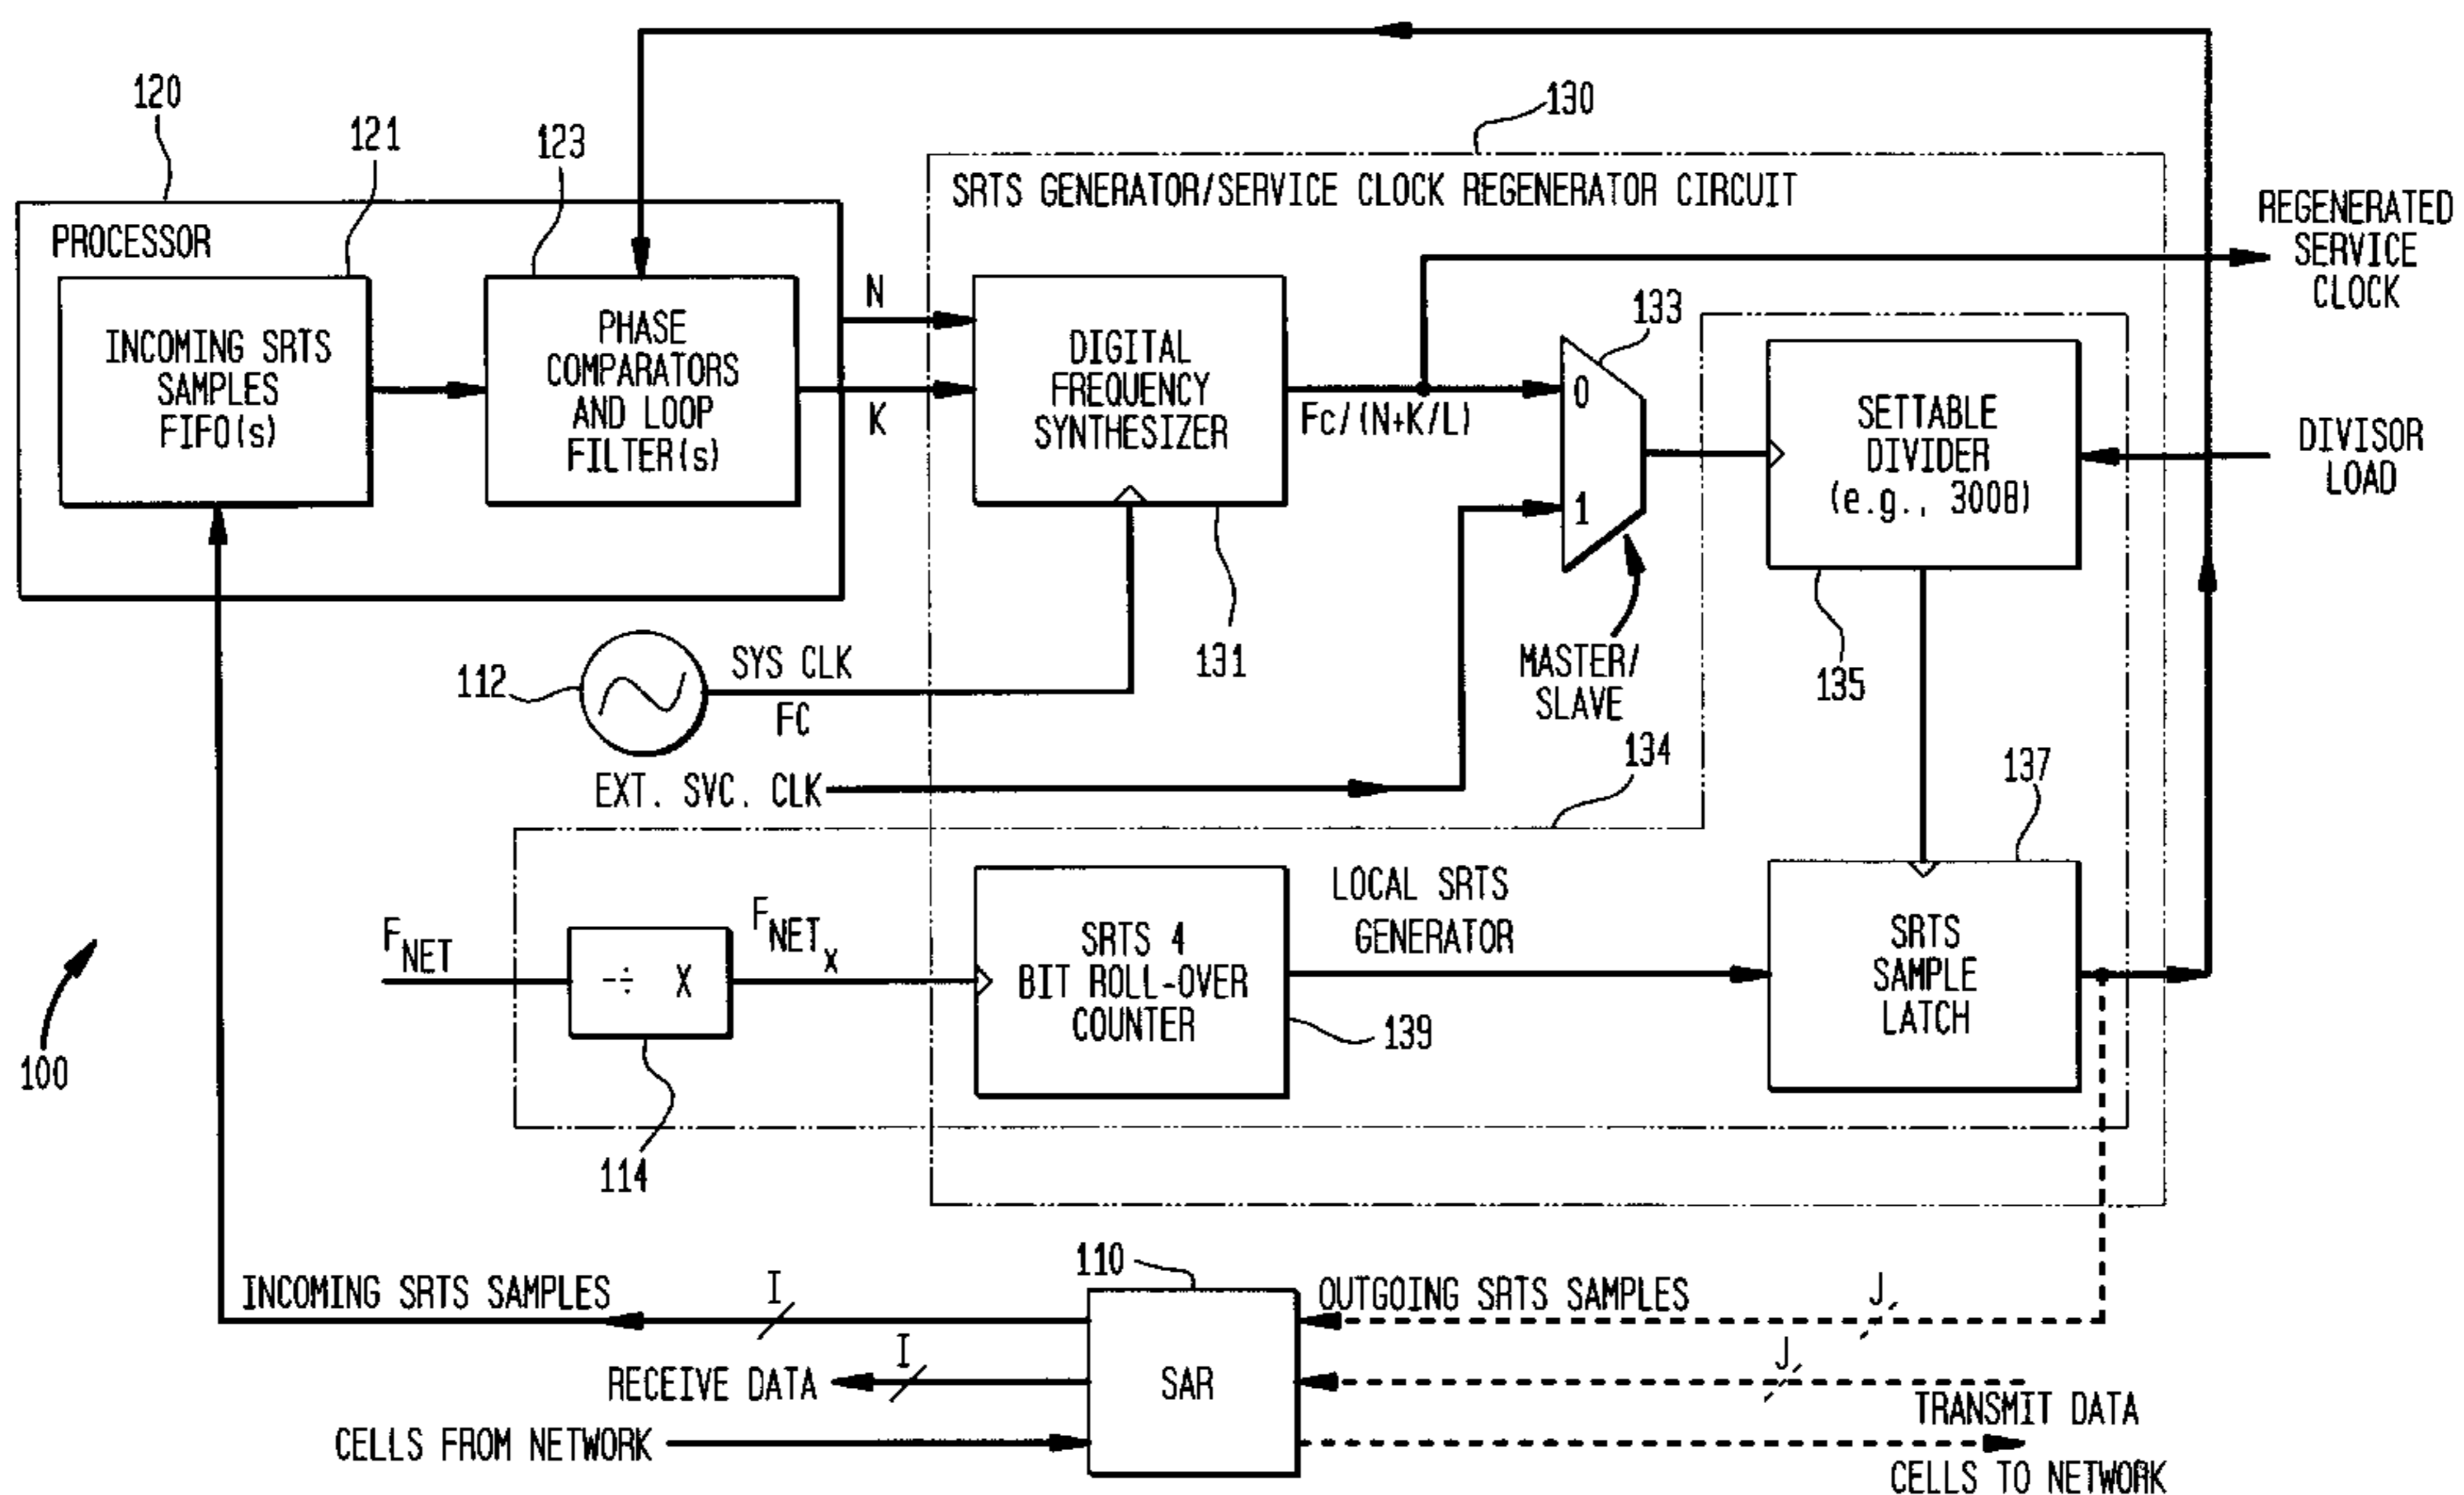 120
121
123
130
PROCESSOR
INCOMING SRTS
SAMPLES
FIFO(s)
PHASE
COMPARATORS
AND LOOP
FILTER(s)
N
K
SRTS GENERATOR/SERVICE CLOCK REGENERATOR CIRCUIT
DIGITAL
FREQUENCY
SYNTHESIZER
Fc/(N+K/L)
133
0
1
SETTABLE
DIVIDER
(e.g., 3008)
REGENERATED
SERVICE
CLOCK
DIVISOR
LOAD
112
SYS CLK
FC
131
MASTER/
SLAVE
135
EXT. SVC. CLK
134
137
F NET
÷ X
F NET X
114
SRTS 4
BIT ROLL-OVER
COUNTER
139
LOCAL SRTS
GENERATOR
SRTS
SAMPLE
LATCH
100
110
INCOMING SRTS SAMPLES
I
RECEIVE DATA
I
CELLS FROM NETWORK
SAR
OUTGOING SRTS SAMPLES
J
J
TRANSMIT DATA
CELLS TO NETWORK